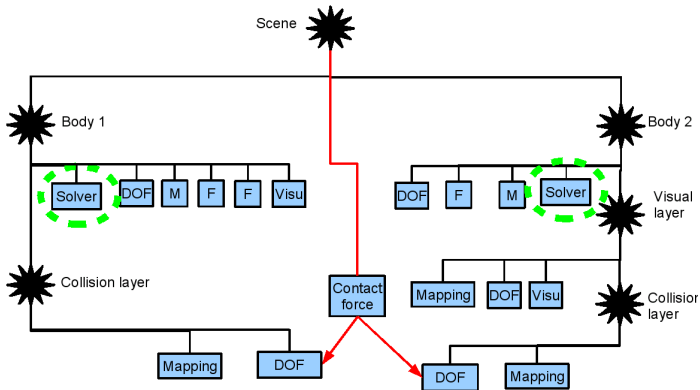 Scene
Body 1
Body 2
Solver
DOF
M
F
F
Visu
DOF
F
M
Solver
Visual
layer
Collision layer
Contact
force
Mapping
DOF
Visu
Collision
layer
Mapping
DOF
DOF
Mapping